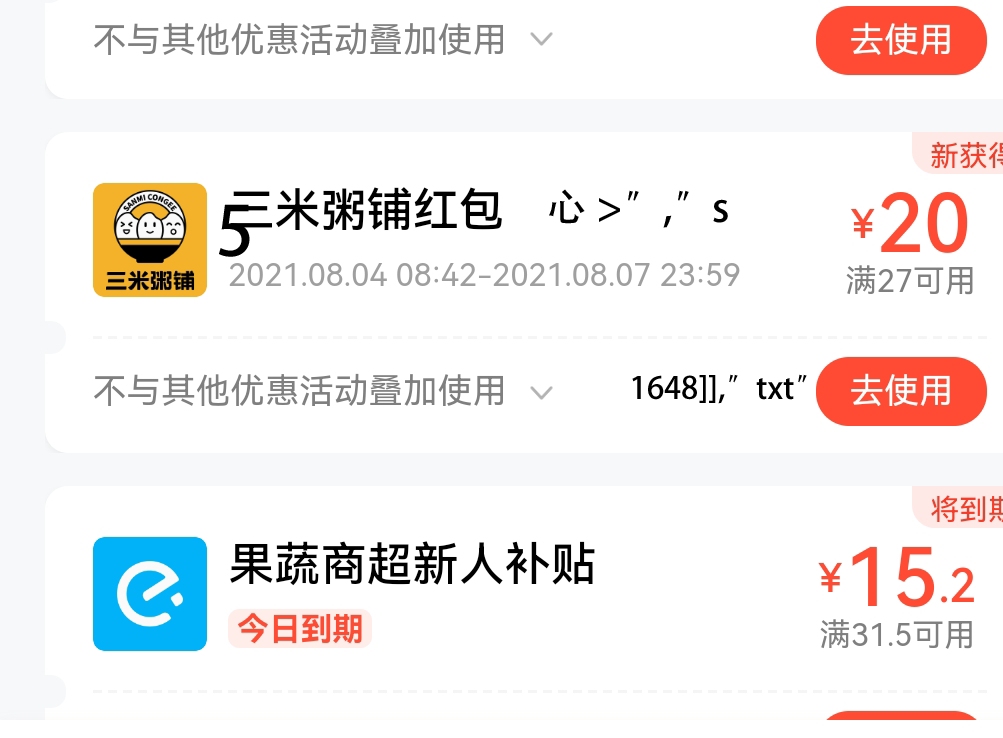 不与其他优惠活动叠加使用
去使用
新获得
SANMI CONGEE
三米粥铺
5
三米粥铺红包
心 >”,”s
2021.08.04 08:42-2021.08.07 23:59
¥20
满27可用
不与其他优惠活动叠加使用
1648]],”txt”
去使用
将到期
果蔬商超新人补贴
今日到期
¥15.2
满31.5可用